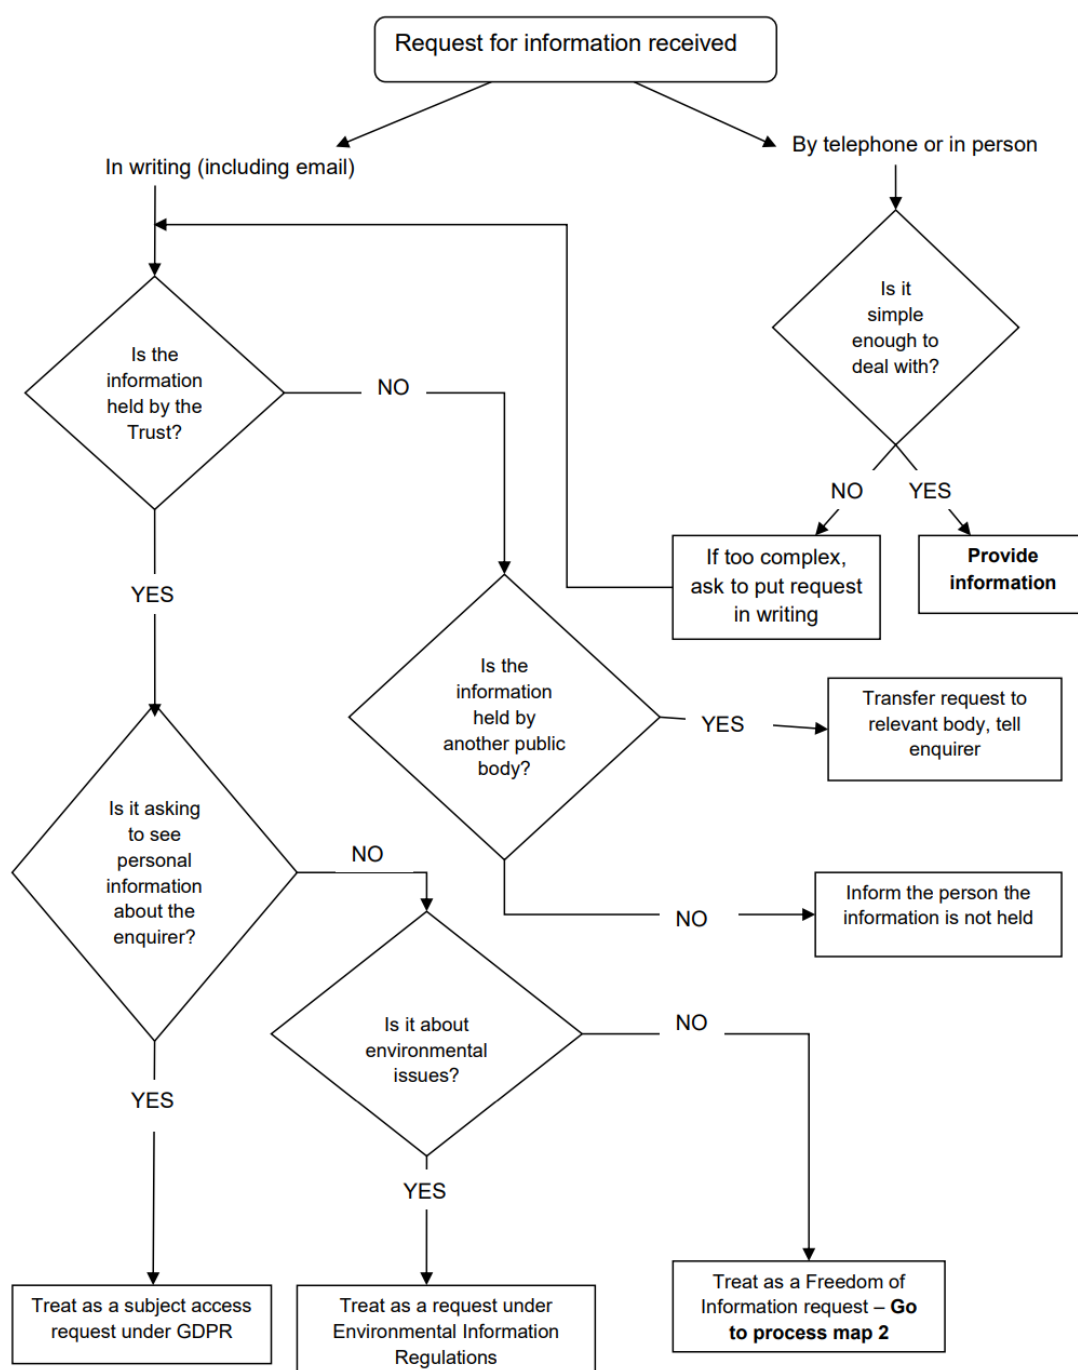 Request for information received
In writing (including email)
By telephone or in person
Is it
simple
enough to
deal with?
Is the
information
held by the
Trust?
NO
NO
YES
If too complex,
ask to put request
in writing
Provide
information
YES
Is the
information
held by
another public
body?
YES
Transfer request to
relevant body, tell
enquirer
Is it asking
to see
personal
information
about the
enquirer?
NO
NO
Inform the person the
information is not held
Is it about
environmental
issues?
NO
YES
YES
Treat as a subject access
request under GDPR
Treat as a request under
Environmental Information
Regulations
Treat as a Freedom of
Information request – Go
to process map 2